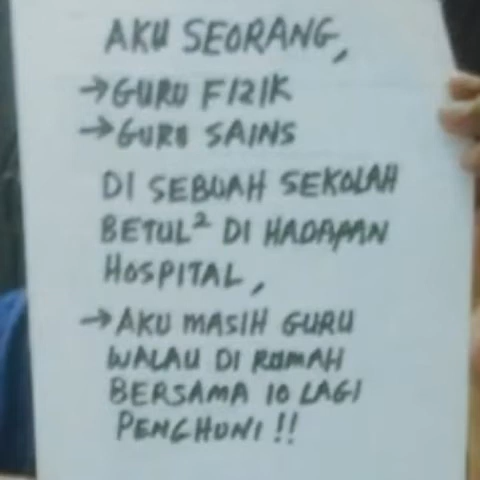 AKU SEORANG,
→GURU FIZIK
→GURU SAINS
DI SEBUAH SEKOLAH
BETUL² DI HADAPAN
HOSPITAL,
→AKU MASIH GURU
WALAU DI RUMAH
BERSAMA 10 LAGI
PENGHUNI!!